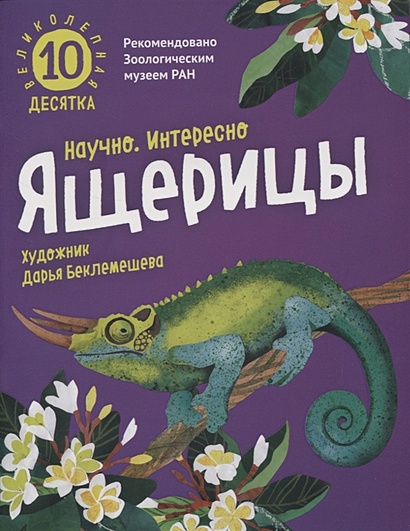 ВЕЛИКОЛЕПНАЯ
10
ДЕСЯТКА
Рекомендовано
Зоологическим
музеем РАН
Научно. Интересно
Ящерицы
Художник
Дарья Беклемешева